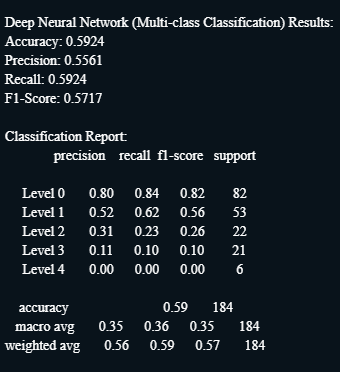 Deep Neural Network (Multi-class Classification) Results:
Accuracy: 0.5924
Precision: 0.5561
Recall: 0.5924
F1-Score: 0.5717
Classification Report:
precision recall f1-score support
Level 0 0.80 0.84 0.82 82
Level 1 0.52 0.62 0.56 53
Level 2 0.31 0.23 0.26 22
Level 3 0.11 0.10 0.10 21
Level 4 0.00 0.00 0.00 6
accuracy 0.59 184
macro avg 0.35 0.36 0.35 184
weighted avg 0.56 0.59 0.57 184